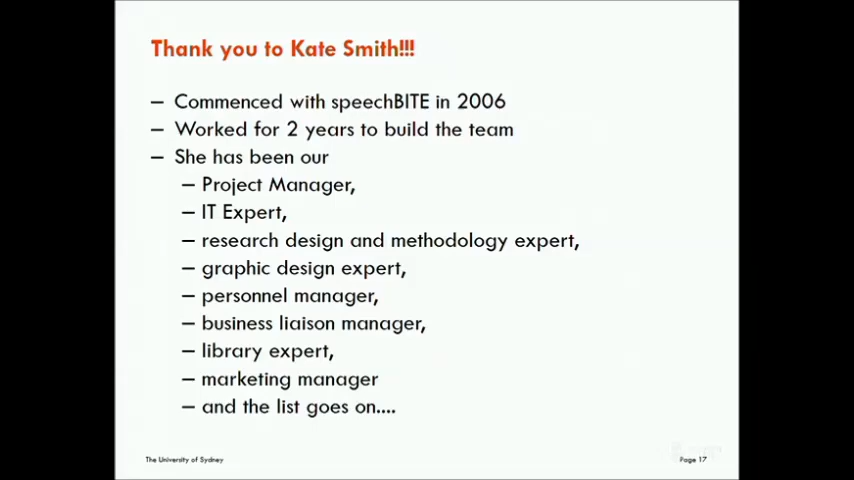 Thank you to Kate Smith!!!
– Commenced with speechBITE in 2006
– Worked for 2 years to build the team
– She has been our
– Project Manager,
– IT Expert,
– research design and methodology expert,
– graphic design expert,
– personnel manager,
– business liaison manager,
– library expert,
– marketing manager
– and the list goes on....
The University of Sydney
Page 17